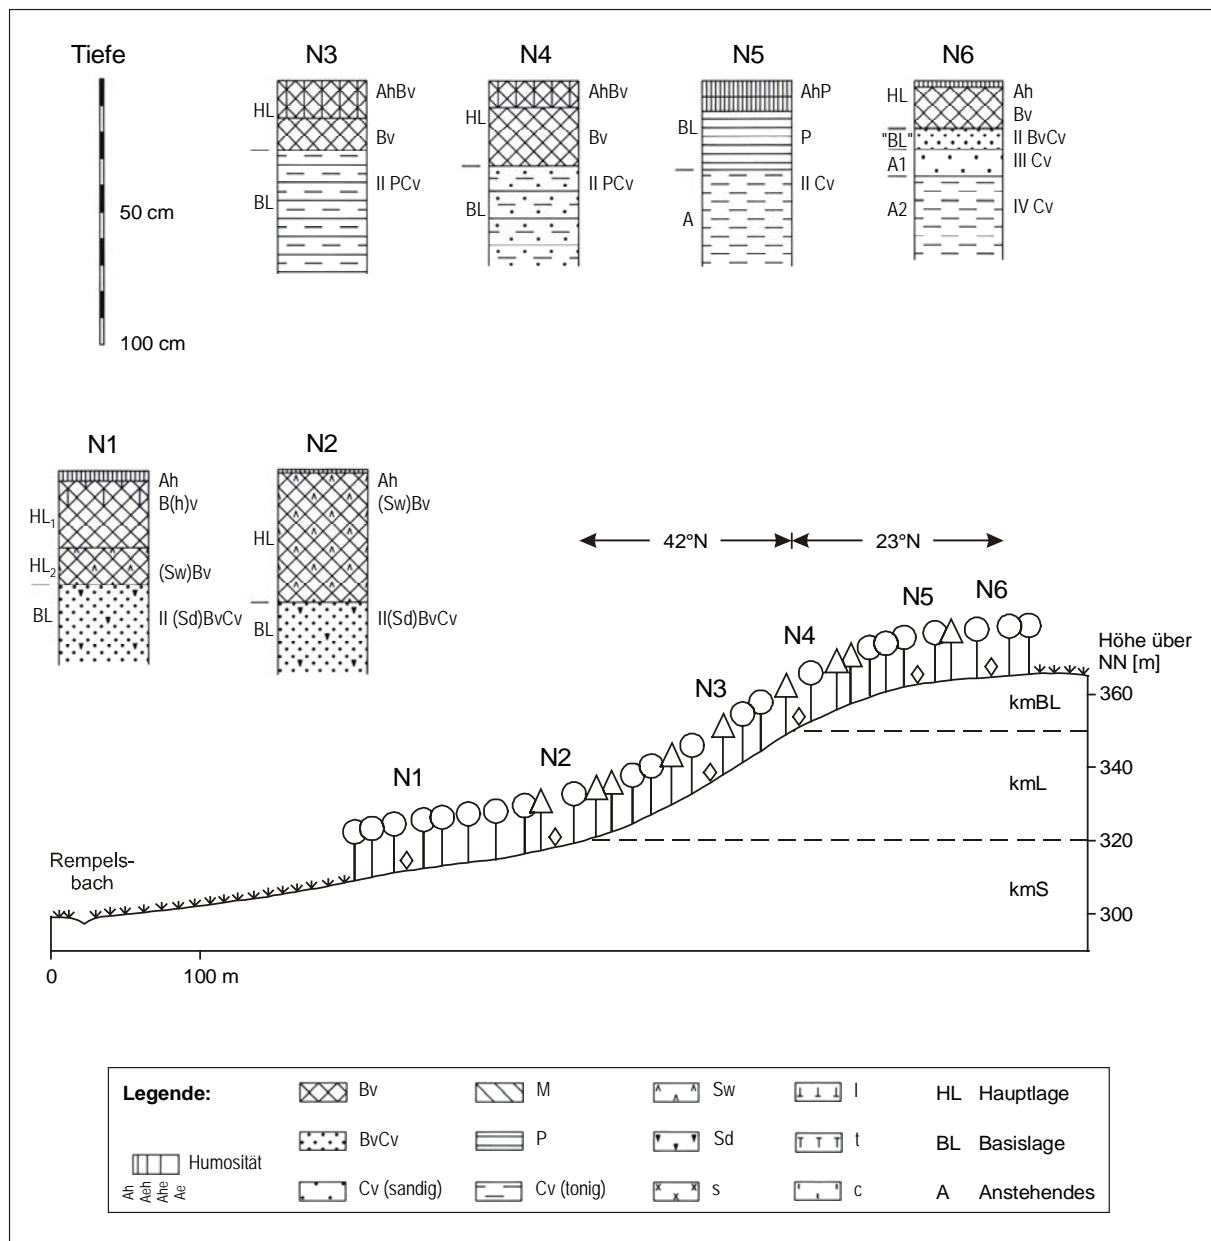 Tiefe
50 cm
100 cm
N3
HL
BL
AhBv
Bv
II PCv
N4
HL
BL
AhBv
Bv
II PCv
N5
BL
A
AhP
P
II Cv
N6
HL
"BL"
A1
A2
Ah
Bv
II BvCv
III Cv
IV Cv
N1
HL1
HL2
BL
Ah
B(h)v
(Sw)Bv
II (Sd)BvCv
N2
HL
BL
Ah
(Sw)Bv
II(Sd)BvCv
42°N
23°N
N1
N2
N3
N4
N5
N6
Höhe über
NN [m]
360
340
320
300
kmBL
kmL
kmS
Rempels-
bach
0
100 m
Legende:
Humosität
Ah
Aeh
Ahe
Ae
Bv
BvCv
Cv (sandig)
M
P
Cv (tonig)
Sw
Sd
s
l
t
c
HL Hauptlage
BL Basislage
A Anstehendes